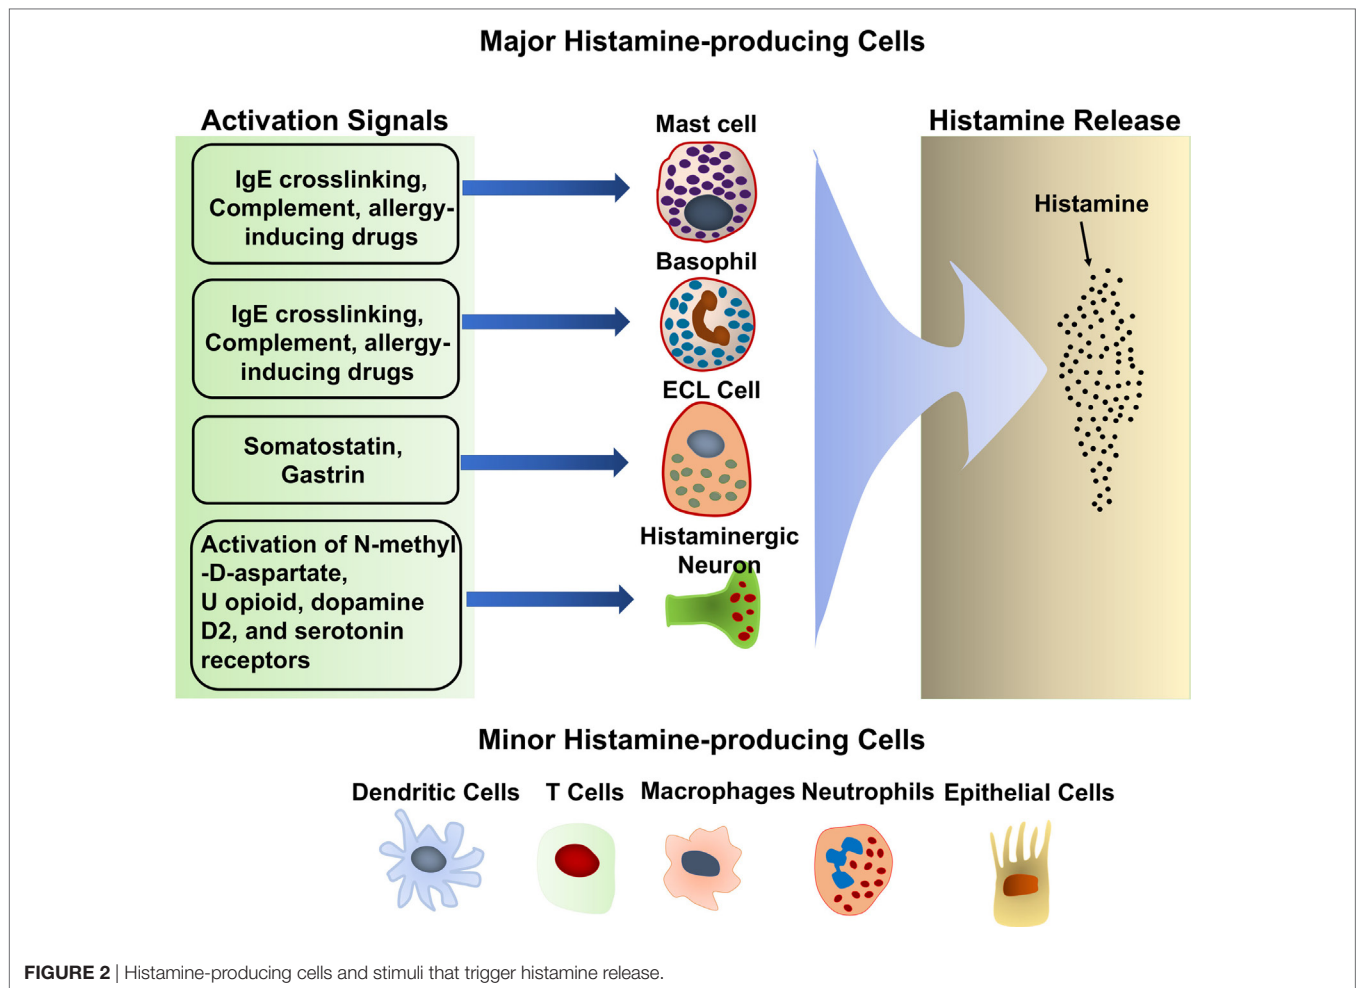 Major Histamine-producing Cells
Activation Signals
IgE crosslinking,
Complement, allergy-
inducing drugs
IgE crosslinking,
Complement, allergy-
inducing drugs
Somatostatin,
Gastrin
Activation of N-methyl
-D-aspartate,
U opioid, dopamine
D2, and serotonin
receptors
Mast cell
Basophil
ECL Cell
Histaminergic
Neuron
Histamine Release
Histamine
Minor Histamine-producing Cells
Dendritic Cells
T Cells
Macrophages
Neutrophils
Epithelial Cells
FIGURE 2 | Histamine-producing cells and stimuli that trigger histamine release.